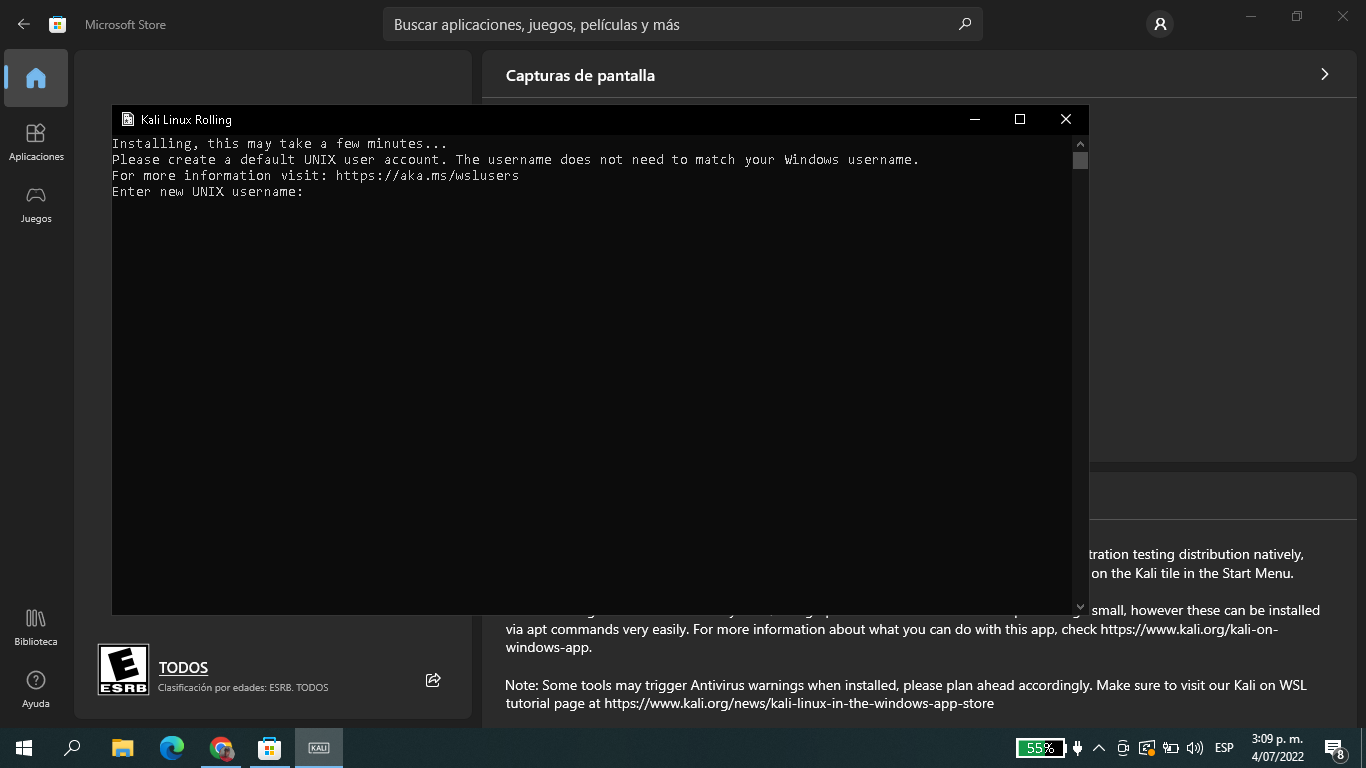 Microsoft Store
Buscar aplicaciones, juegos, películas y más
Capturas de pantalla
Aplicaciones
Juegos
Kali Linux Rolling
Installing, this may take a few minutes...
Please create a default UNIX user account. The username does not need to match your Windows username.
For more information visit: https://aka.ms/wslusers
Enter new UNIX username:
tration testing distribution natively,
on the Kali tile in the Start Menu.
small, however these can be installed
via apt commands very easily. For more information about what you can do with this app, check https://www.kali.org/kali-on-
windows-app.
Note: Some tools may trigger Antivirus warnings when installed, please plan ahead accordingly. Make sure to visit our Kali on WSL
tutorial page at https://www.kali.org/news/kali-linux-in-the-windows-app-store
Biblioteca
Ayuda
E
ESRB
TODOS
Clasificación por edades: ESRB. TODOS
KALI
55%
ESP
3:09 p. m.
4/07/2022
8